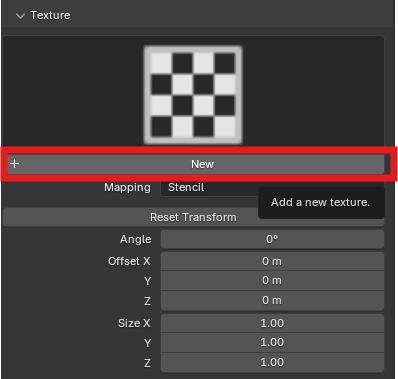 Texture
+ New
Mapping Stencil
Add a new texture.
Reset Transform
Angle 0°
Offset X 0 m
Y 0 m
Z 0 m
Size X 1.00
Y 1.00
Z 1.00